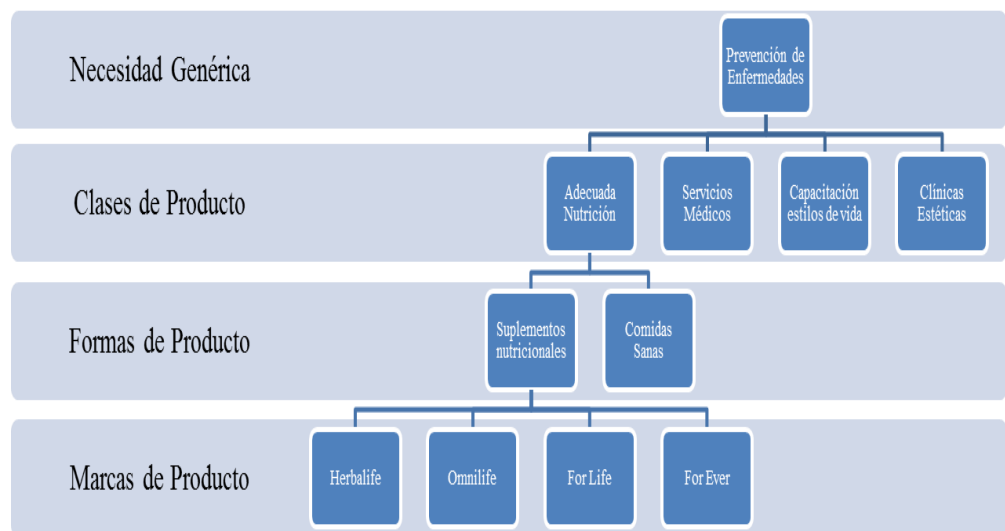 Necesidad Genérica
Prevención de
Enfermedades
Clases de Producto
Adecuada
Nutrición
Servicios
Médicos
Capacitación
estilos de vida
Clínicas
Estéticas
Formas de Producto
Suplementos
nutricionales
Comidas
Sanas
Marcas de Producto
Herbalife
Omnilife
For Life
For Ever